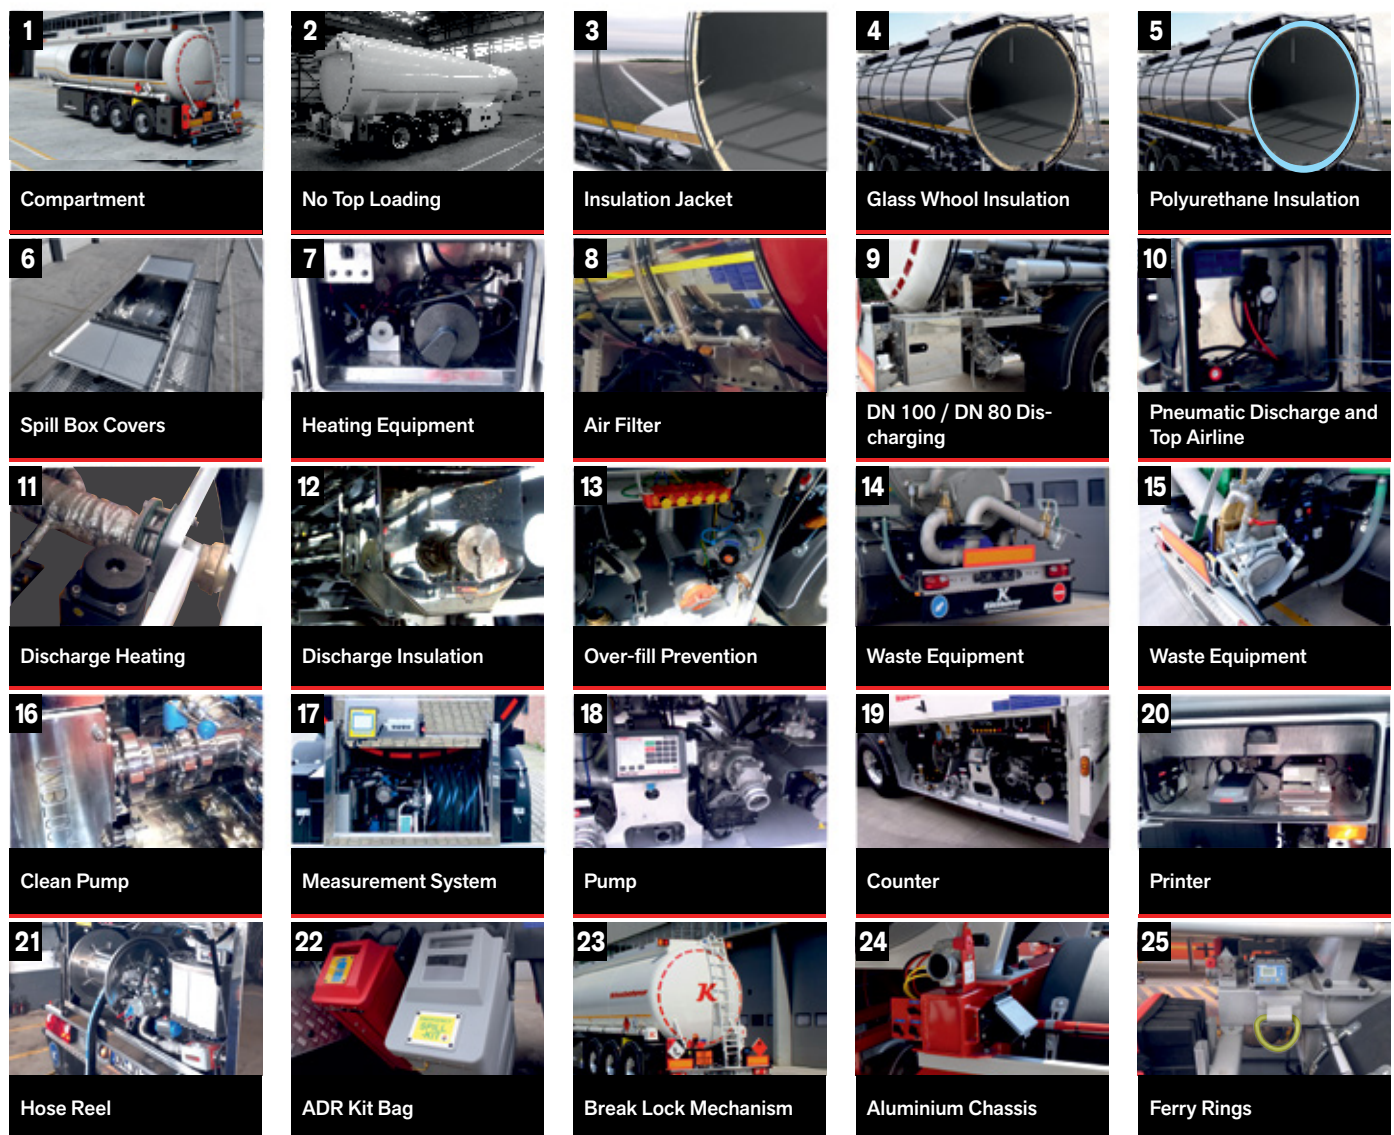 1
2
3
4
5
Compartment
No Top Loading
Insulation Jacket
Glass Whool Insulation
Polyurethane Insulation
6
7
8
9
10
Spill Box Covers
Heating Equipment
Air Filter
DN 100 / DN 80 Dis-
charging
Pneumatic Discharge and
Top Airline
11
12
13
14
15
Discharge Heating
Discharge Insulation
Over-fill Prevention
Waste Equipment
Waste Equipment
16
17
18
19
20
Clean Pump
Measurement System
Pump
Counter
Printer
21
22
SPILL
KIT
23
K
24
25
Hose Reel
ADR Kit Bag
Break Lock Mechanism
Aluminium Chassis
Ferry Rings